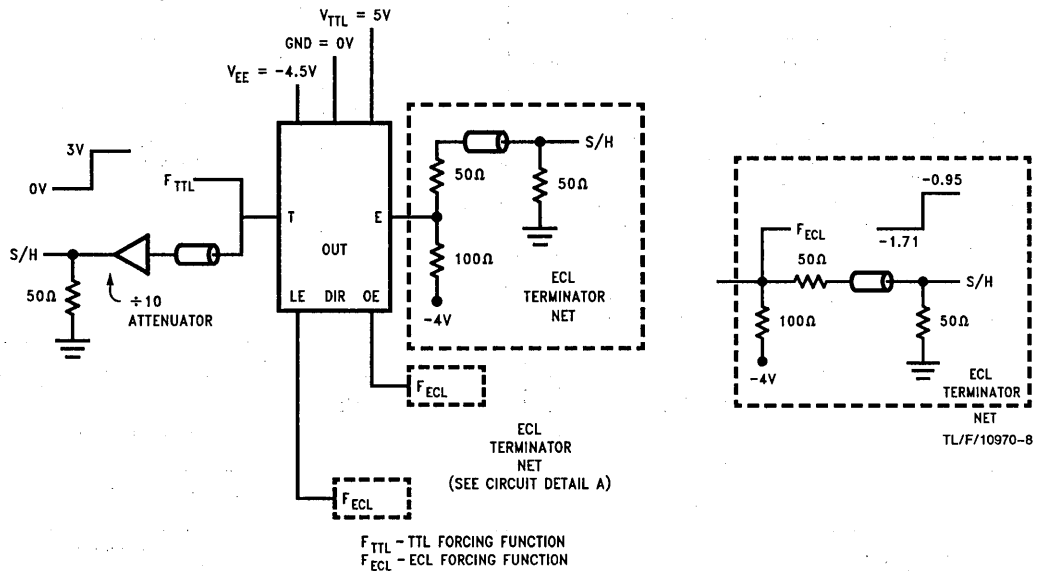 V_TTL = 5V
GND = 0V
V_EE = -4.5V
3V
0V
F_TTL
S/H
50Ω
÷10
ATTENUATOR
T
E
OUT
LE DIR OE
50Ω
S/H
50Ω
100Ω
-4V
ECL
TERMINATOR
NET
F_ECL
ECL
TERMINATOR
NET
(SEE CIRCUIT DETAIL A)
F_ECL
F_TTL - TTL FORCING FUNCTION
F_ECL - ECL FORCING FUNCTION
-0.95
F_ECL
-1.71
50Ω
S/H
100Ω
50Ω
-4V
ECL
TERMINATOR
NET
TL/F/10970-8